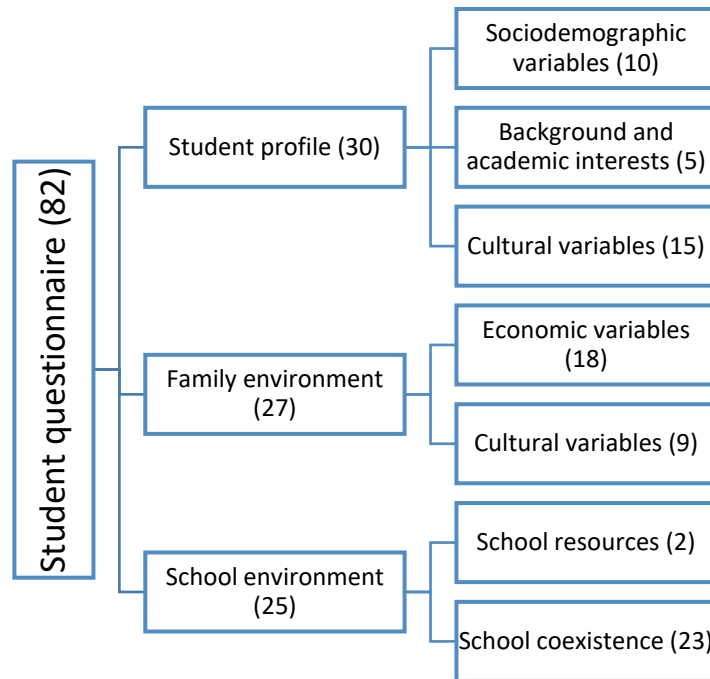 Student questionnaire (82)
Student profile (30)
Sociodemographic
variables (10)
Background and
academic interests (5)
Cultural variables (15)
Family environment
(27)
Economic variables
(18)
Cultural variables (9)
School environment
(25)
School resources (2)
School coexistence (23)